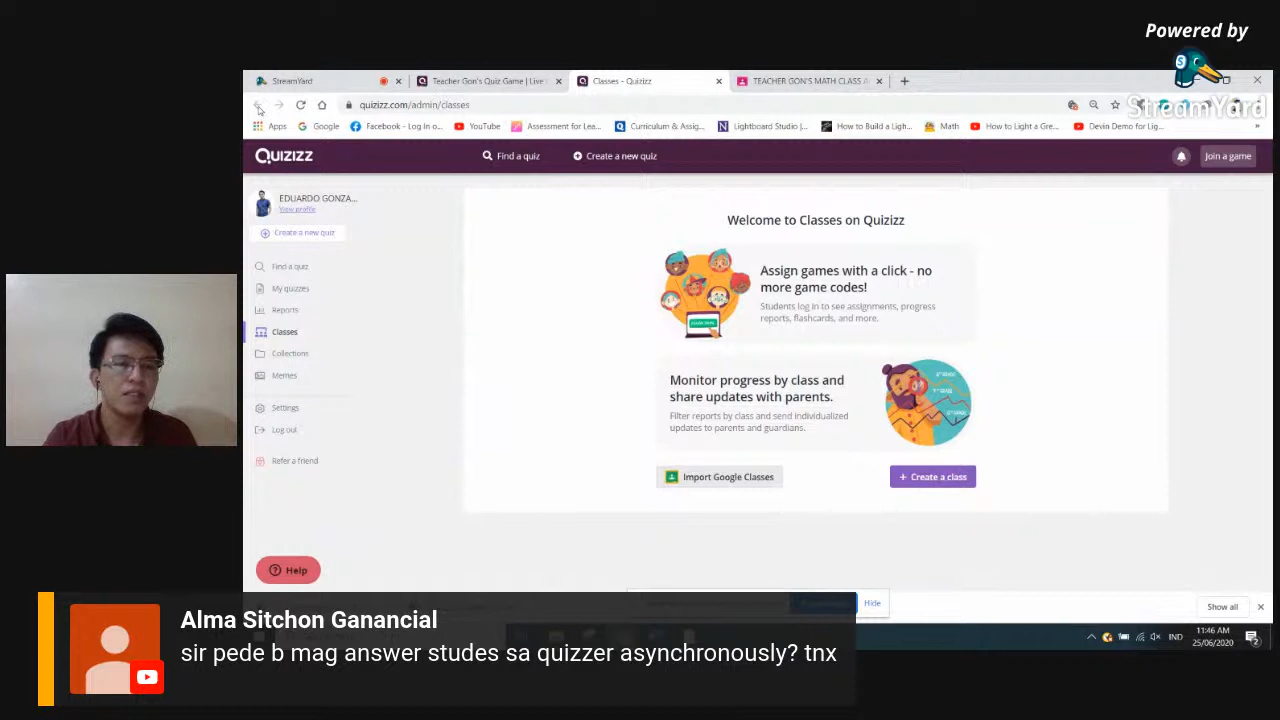 Powered by
StreamYard
StreamYard
Teacher Gon's Quiz Game | Live
Classes - Quizizz
TEACHER GON'S MATH CLASS
quizizz.com/admin/classes
Apps
Google
Facebook - Log In o...
YouTube
Assessment for Lea...
Curriculum & Assig...
Lightboard Studio |...
How to Build a Ligh...
Math
How to Light a Gre...
Devin Demo for Lig...
Quizizz
Find a quiz
Create a new quiz
Join a game
EDUARDO GONZA...
View profile
Create a new quiz
Find a quiz
My quizzes
Reports
Classes
Collections
Memes
Settings
Log out
Refer a friend
Help
Welcome to Classes on Quizizz
Assign games with a click - no
more game codes!
Students log in to see assignments, progress
reports, flashcards, and more.
Monitor progress by class and
share updates with parents.
Filter reports by class and send individualized
updates to parents and guardians.
Import Google Classes
+ Create a class
Hide
Show all
IND
11:46 AM
25/06/2020
Alma Sitchon Ganancial
sir pede b mag answer studes sa quizzer asynchronously? tnx